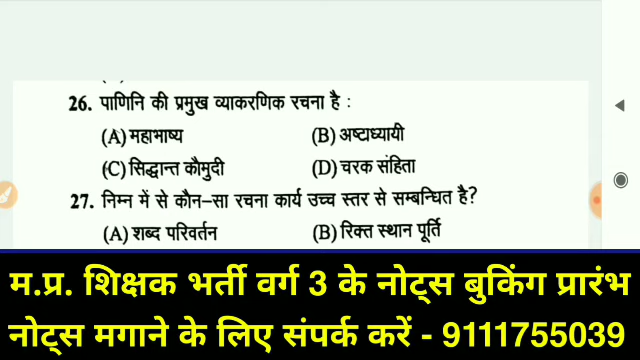 26. पाणिनि की प्रमुख व्याकरणिक रचना है :
(A) महाभाष्य (B) अष्टाध्यायी
(C) सिद्धान्त कौमुदी (D) चरक संहिता
27. निम्न में से कौन-सा रचना कार्य उच्च स्तर से सम्बन्धित है?
(A) शब्द परिवर्तन (B) रिक्त स्थान पूर्ति
म.प्र. शिक्षक भर्ती वर्ग 3 के नोट्स बुकिंग प्रारंभ
नोट्स मगाने के लिए संपर्क करें - 9111755039